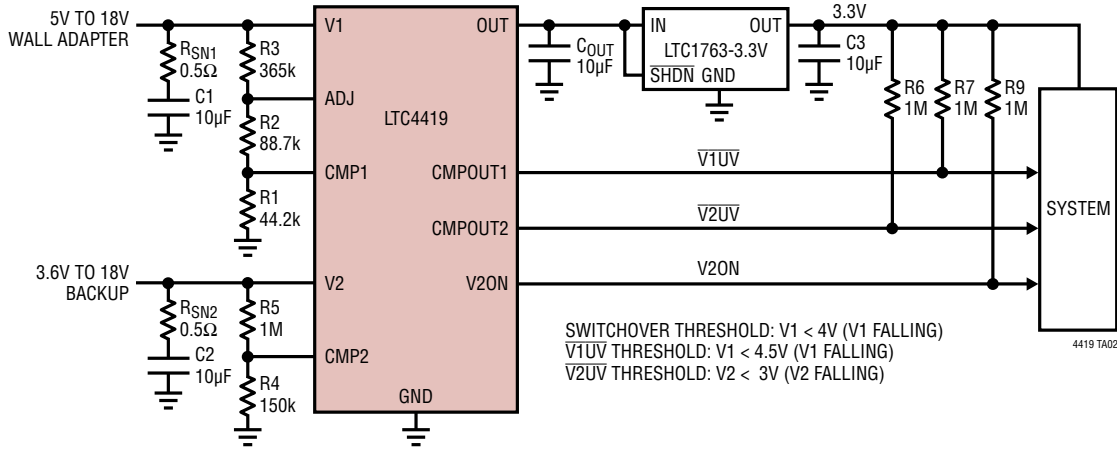 5V TO 18V
WALL ADAPTER
RSN1
0.5Ω
C1
10µF
R3
365k
R2
88.7k
R1
44.2k
3.6V TO 18V
BACKUP
RSN2
0.5Ω
C2
10µF
R5
1M
R4
150k
V1
ADJ
CMP1
V2
CMP2
LTC4419
GND
OUT
CMPOUT1
CMPOUT2
V2ON
COUT
10µF
IN
OUT
LTC1763-3.3V
SHDN GND
3.3V
C3
10µF
R6
1M
R7
1M
R9
1M
V1UV
V2UV
V2ON
SYSTEM
SWITCHOVER THRESHOLD: V1 < 4V (V1 FALLING)
V1UV THRESHOLD: V1 < 4.5V (V1 FALLING)
V2UV THRESHOLD: V2 < 3V (V2 FALLING)
4419 TA02